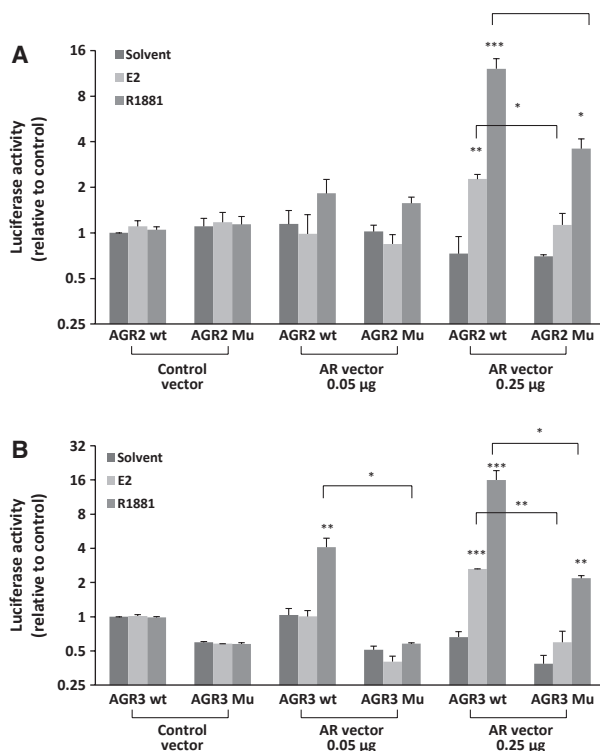 A
Solvent
E2
R1881
Luciferase activity
(relative to control)
16
8
4
2
1
0.5
0.25
***
*
*
**
AGR2 wt AGR2 Mu AGR2 wt AGR2 Mu AGR2 wt AGR2 Mu
Control
vector
AR vector
0.05 µg
AR vector
0.25 µg
B
Solvent
E2
R1881
Luciferase activity
(relative to control)
32
16
8
4
2
1
0.5
0.25
*
***
*
**
**
***
**
AGR3 wt AGR3 Mu AGR3 wt AGR3 Mu AGR3 wt AGR3 Mu
Control
vector
AR vector
0.05 µg
AR vector
0.25 µg